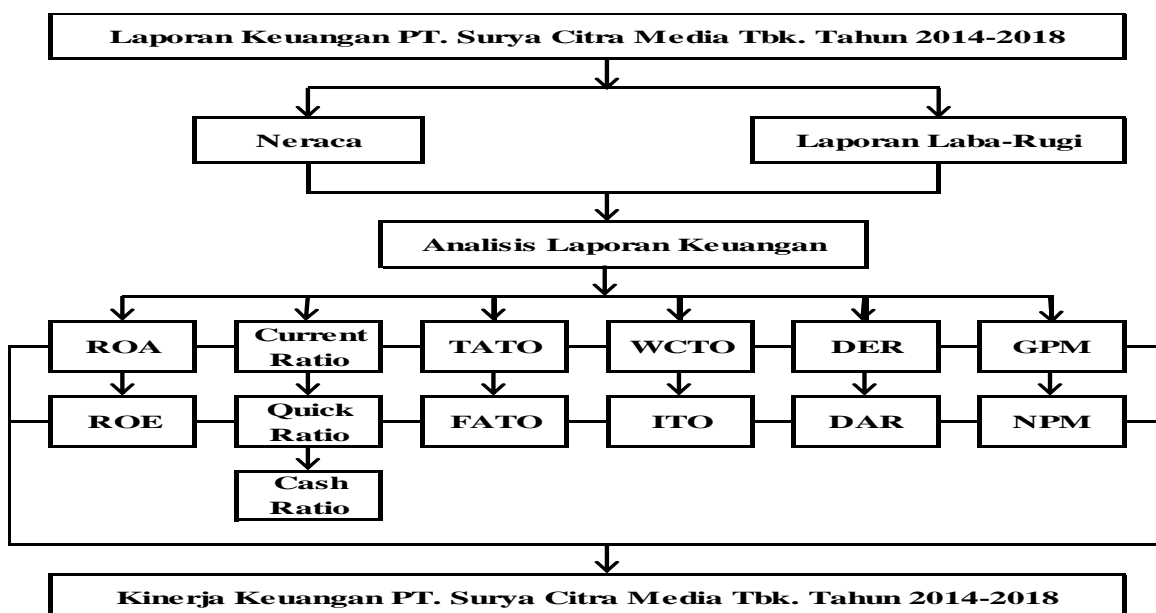 Laporan Keuangan PT. Surya Citra Media Tbk. Tahun 2014-2018
Neraca
Laporan Laba-Rugi
Analisis Laporan Keuangan
ROA
Current
Ratio
TATO
WCTO
DER
GPM
ROE
Quick
Ratio
FATO
ITO
DAR
NPM
Cash
Ratio
Kinerja Keuangan PT. Surya Citra Media Tbk. Tahun 2014-2018